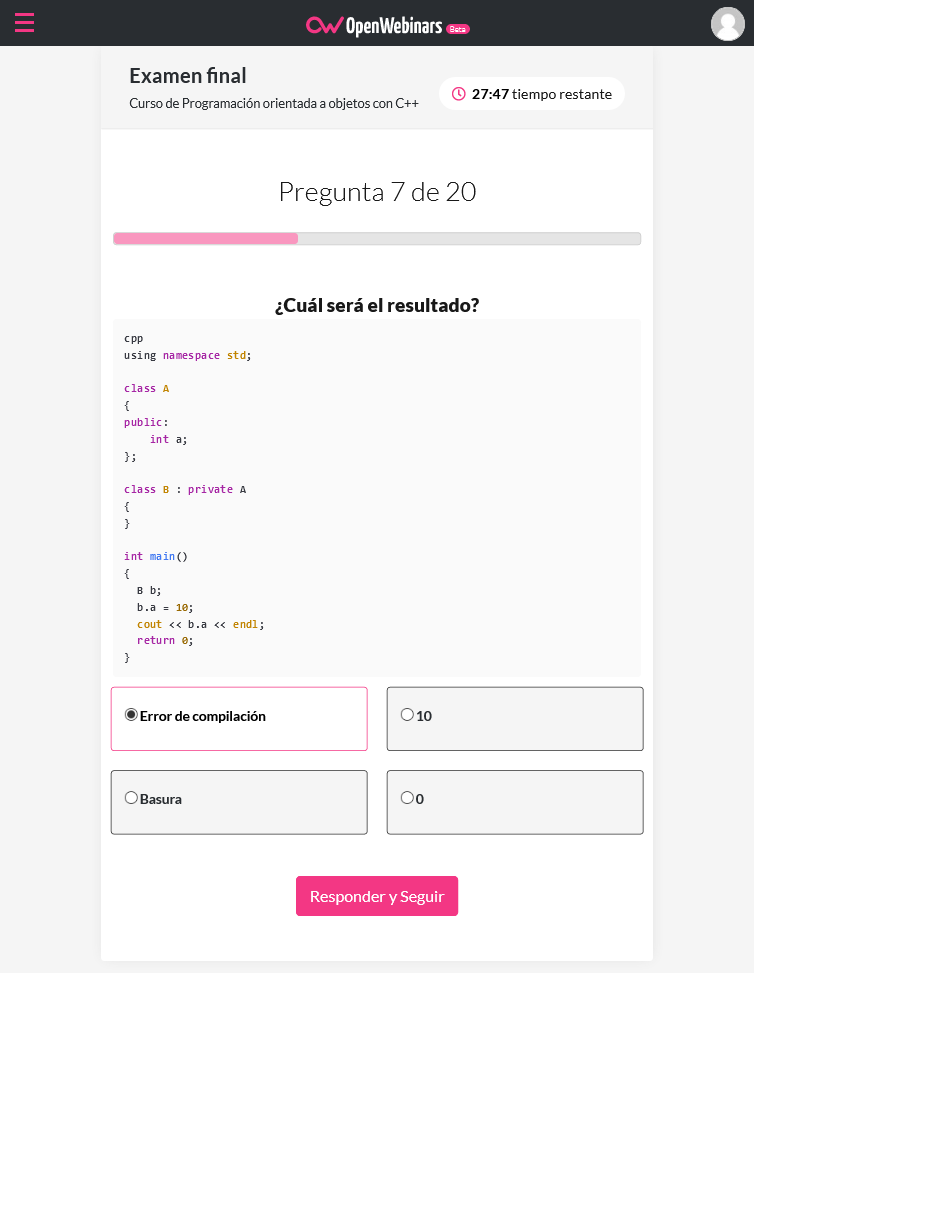 OpenWebinars Beta
Examen final
Curso de Programación orientada a objetos con C++
27:47 tiempo restante
Pregunta 7 de 20
¿Cuál será el resultado?
cpp
using namespace std;
class A
{
public:
    int a;
};
class B : private A
{
}
int main()
{
  B b;
  b.a = 10;
  cout << b.a << endl;
  return 0;
}
Error de compilación
10
Basura
0
Responder y Seguir